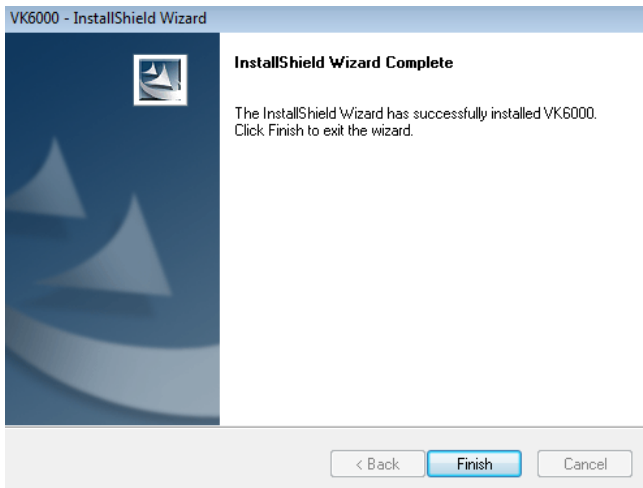 VK6000 - InstallShield Wizard
InstallShield Wizard Complete
The InstallShield Wizard has successfully installed VK6000.
Click Finish to exit the wizard.
< Back
Finish
Cancel